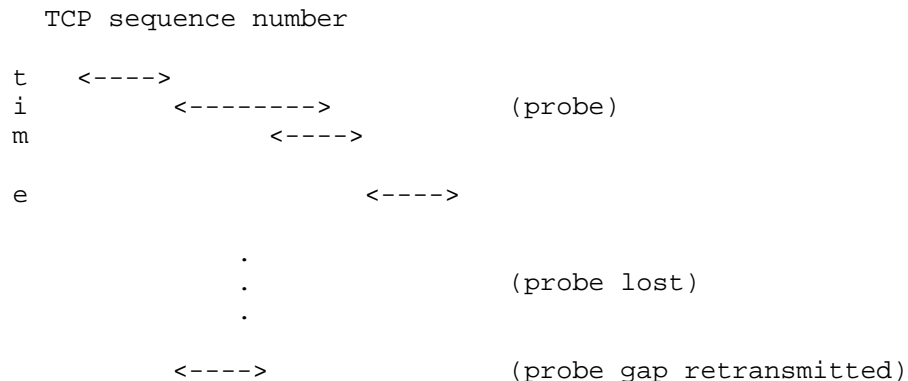 TCP sequence number
t <---->
i <--------> (probe)
m <---->
e <---->
.
. (probe lost)
.
<----> (probe gap retransmitted)